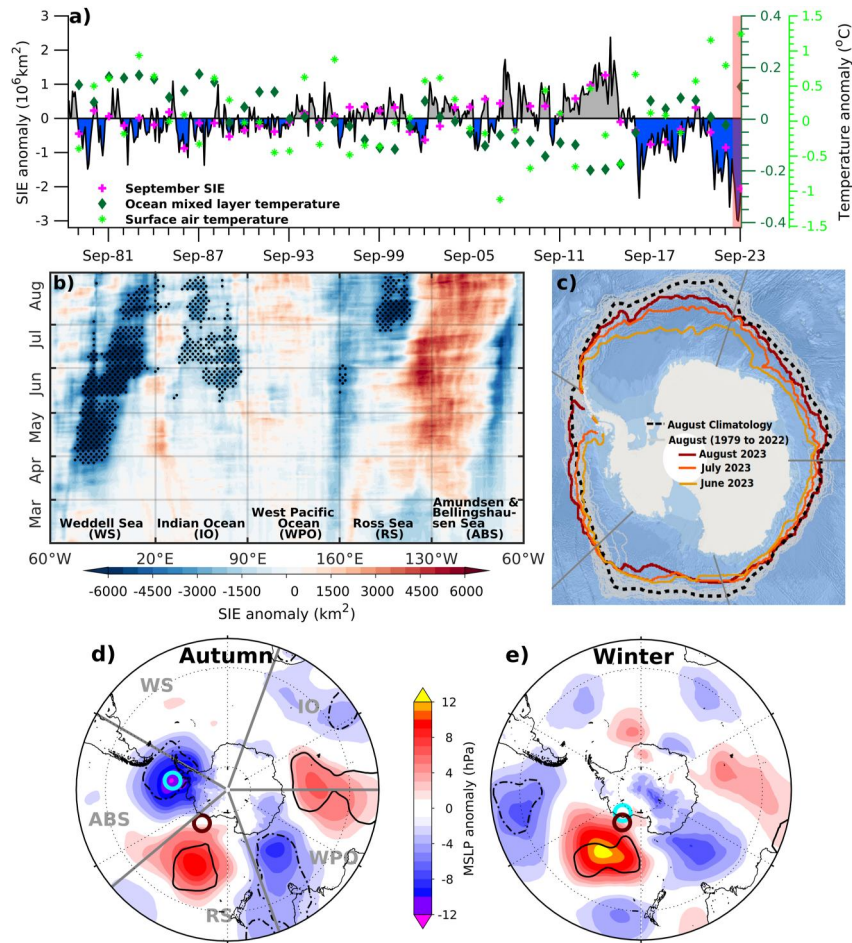 a)
3
2
1
0
-1
-2
-3
SIE anomaly (10⁶km²)
0.4
0.2
0
-0.2
-0.4
1.5
1
0.5
0
-0.5
-1
-1.5
Temperature anomaly (°C)
September SIE
Ocean mixed layer temperature
Surface air temperature
Sep-81 Sep-87 Sep-93 Sep-99 Sep-05 Sep-11 Sep-17 Sep-23
b)
Aug
Jul
Jun
May
Apr
Mar
Weddell Sea
(WS)
Indian Ocean
(IO)
West Pacific
Ocean
(WPO)
Ross Sea
(RS)
Amundsen &
Bellingshau-
sen Sea
(ABS)
60°W 20°E 90°E 160°E 130°W 60°W
-6000 -4500 -3000 -1500 0 1500 3000 4500 6000
SIE anomaly (km²)
c)
August Climatology
August (1979 to 2022)
August 2023
July 2023
June 2023
d)
Autumn
WS
IO
ABS
WPO
RS
12
8
4
2
0
-2
-4
-8
-12
MSLP anomaly (hPa)
e)
Winter